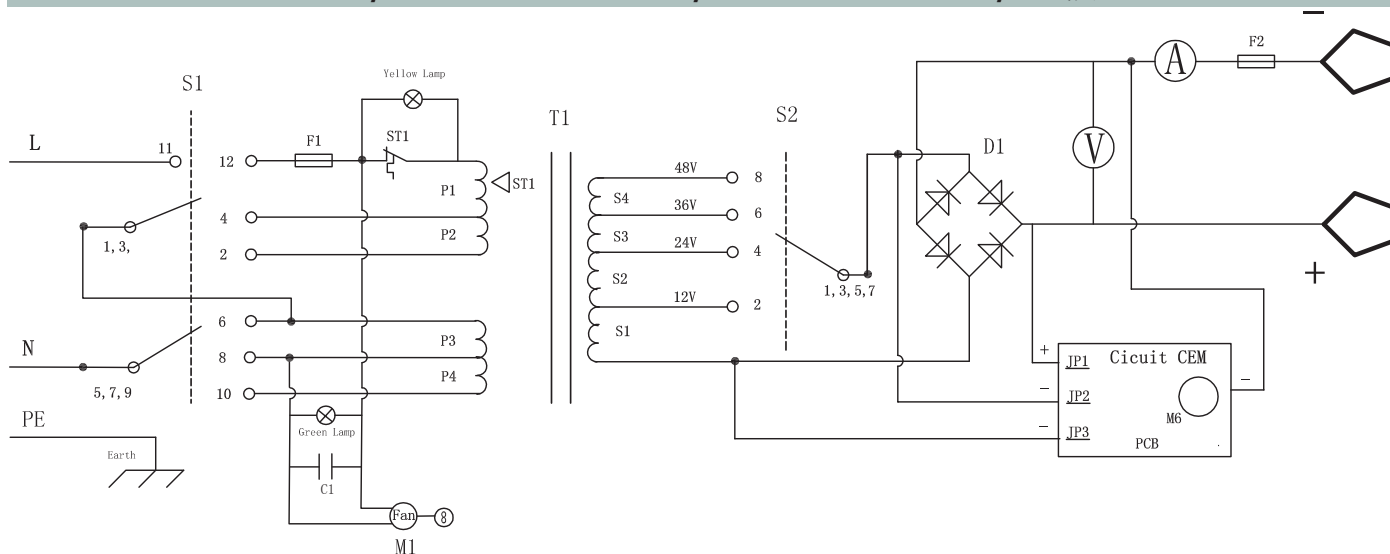 S1
L
11
12
F1
Yellow Lamp
ST1
P1
ST1
T1
4
P2
1,3,
2
6
P3
N
8
P4
5,7,9
10
PE
Earth
Green Lamp
C1
Fan
8
M1
S2
48V
8
S4
36V
6
S3
24V
4
S2
12V
2
S1
1,3,5,7
D1
V
A
F2
−
+
+
JP1
Cicuit CEM
−
JP2
M6
−
JP3
PCB
−